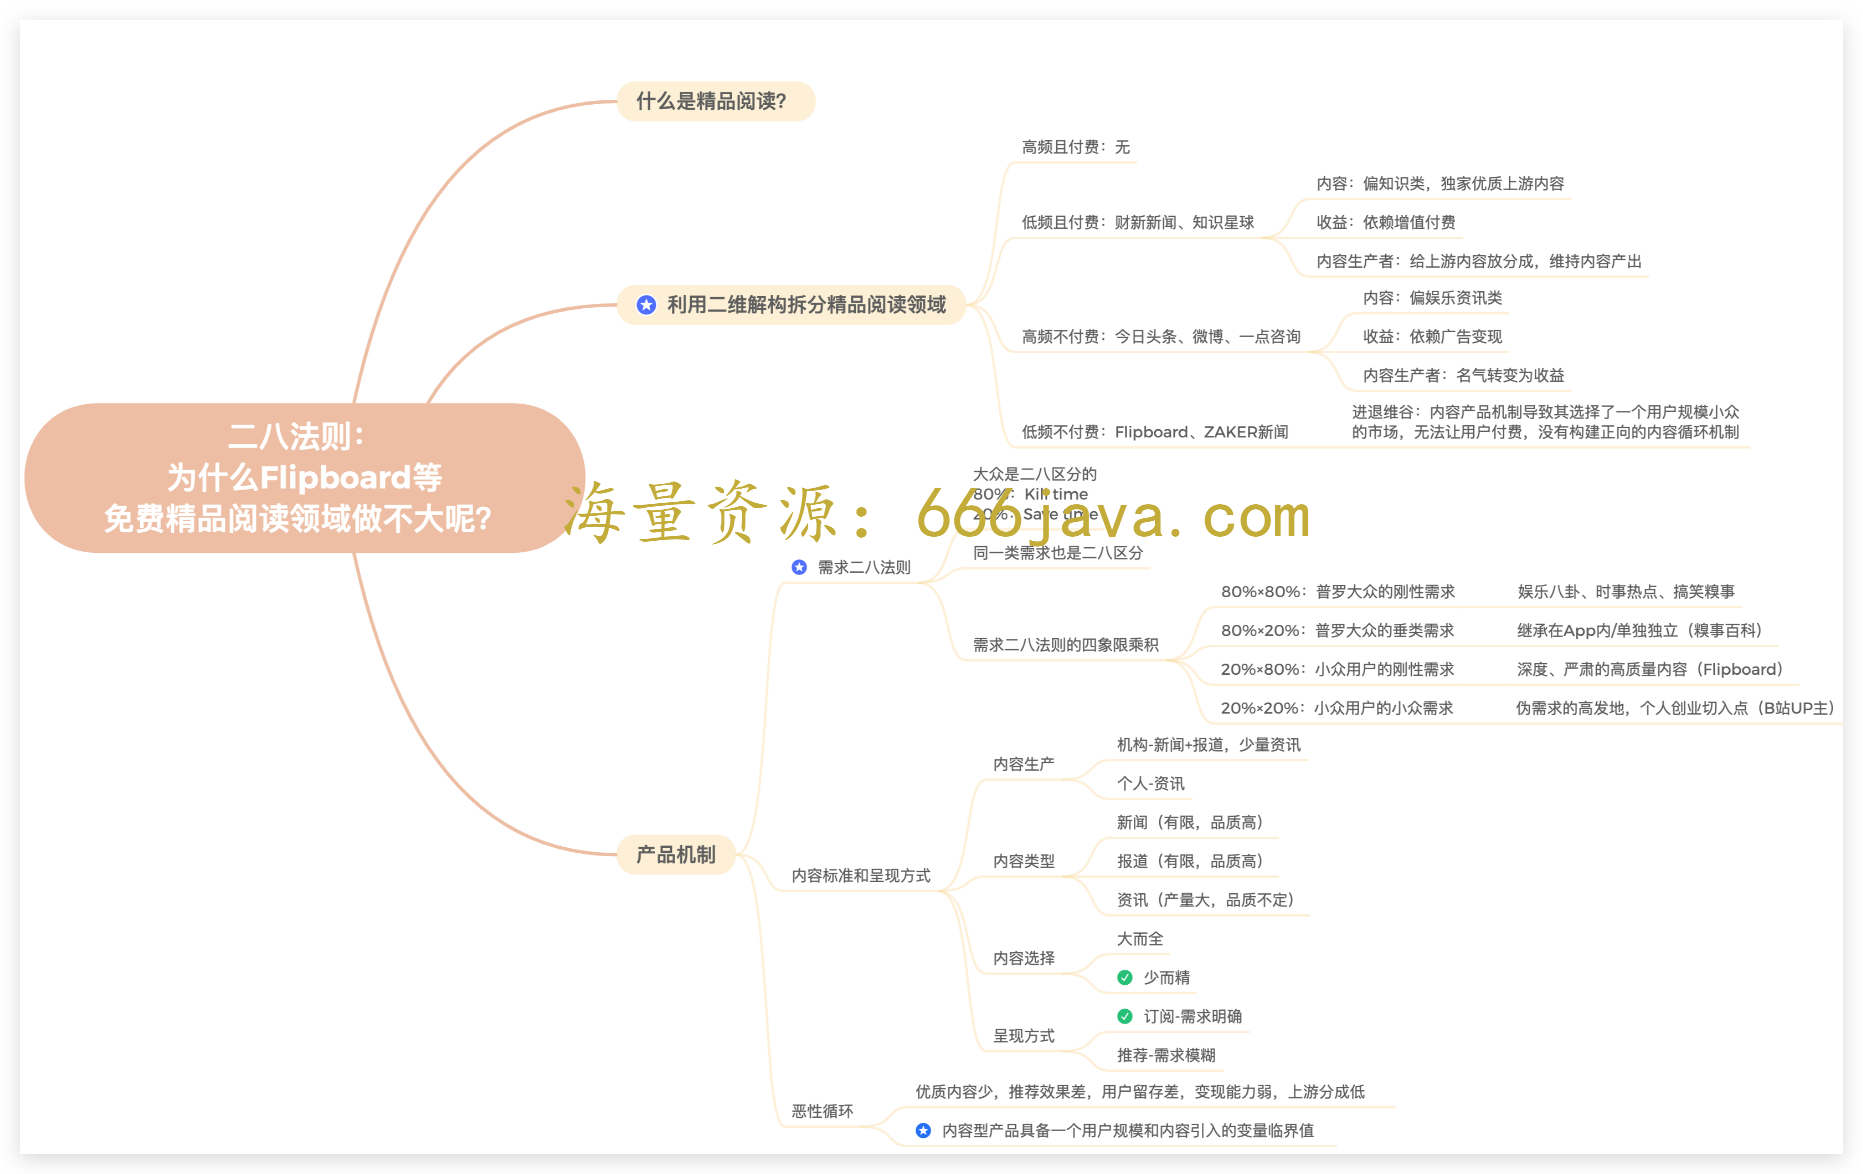 二八法则：
为什么Flipboard等
免费精品阅读领域做不大呢？
什么是精品阅读？
利用二维解构拆分精品阅读领域
高频且付费：无
低频且付费：财新新闻、知识星球
内容：偏知识类，独家优质上游内容
收益：依赖增值付费
内容生产者：给上游内容放分成，维持内容产出
高频不付费：今日头条、微博、一点咨询
内容：偏娱乐资讯类
收益：依赖广告变现
内容生产者：名气转变为收益
低频不付费：Flipboard、ZAKER新闻
进退维谷：内容产品机制导致其选择了一个用户规模小众
的市场，无法让用户付费，没有构建正向的内容循环机制
产品机制
需求二八法则
大众是二八区分的
80%：Kill time
20%：Save time
同一类需求也是二八区分
需求二八法则的四象限乘积
80%×80%：普罗大众的刚性需求
娱乐八卦、时事热点、搞笑糗事
80%×20%：普罗大众的垂类需求
继承在App内/单独独立（糗事百科）
20%×80%：小众用户的刚性需求
深度、严肃的高质量内容（Flipboard）
20%×20%：小众用户的小众需求
伪需求的高发地，个人创业切入点（B站UP主）
内容标准和呈现方式
内容生产
机构-新闻+报道，少量资讯
个人-资讯
内容类型
新闻（有限，品质高）
报道（有限，品质高）
资讯（产量大，品质不定）
内容选择
大而全
少而精
呈现方式
订阅-需求明确
推荐-需求模糊
恶性循环
优质内容少，推荐效果差，用户留存差，变现能力弱，上游分成低
内容型产品具备一个用户规模和内容引入的变量临界值
海量资源：666java.com